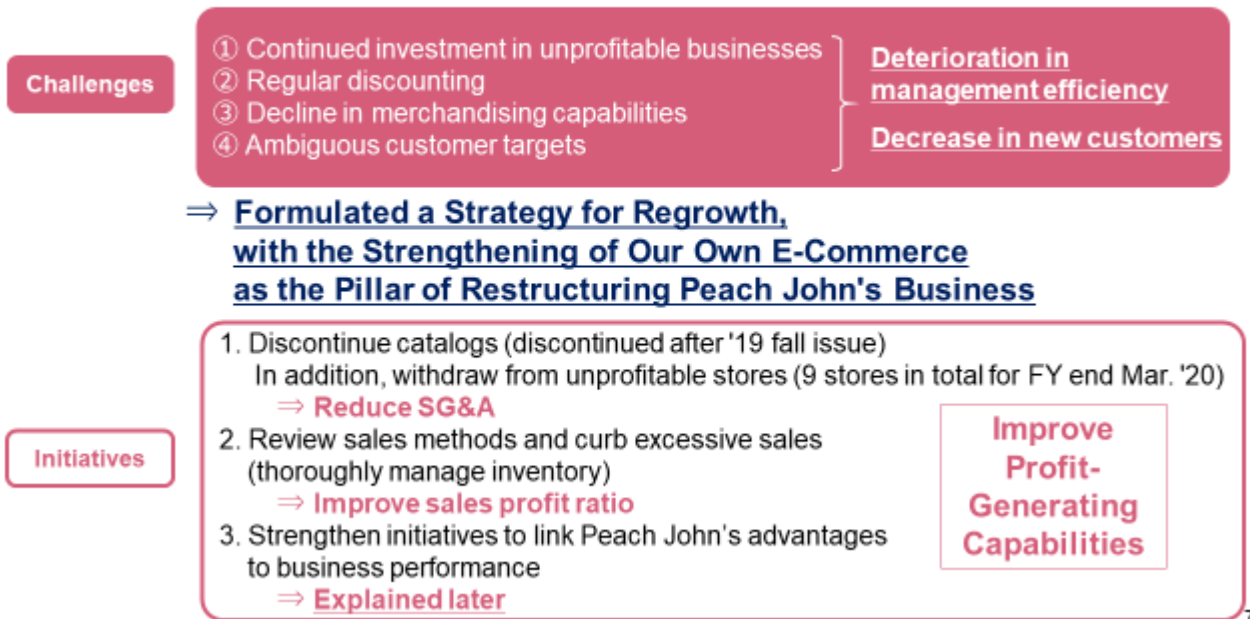 Challenges
① Continued investment in unprofitable businesses
② Regular discounting
③ Decline in merchandising capabilities
④ Ambiguous customer targets
Deterioration in
management efficiency
Decrease in new customers
⇒ Formulated a Strategy for Regrowth,
with the Strengthening of Our Own E-Commerce
as the Pillar of Restructuring Peach John's Business
Initiatives
1. Discontinue catalogs (discontinued after '19 fall issue)
In addition, withdraw from unprofitable stores (9 stores in total for FY end Mar. '20)
⇒ Reduce SG&A
2. Review sales methods and curb excessive sales
(thoroughly manage inventory)
⇒ Improve sales profit ratio
3. Strengthen initiatives to link Peach John's advantages
to business performance
⇒ Explained later
Improve
Profit-
Generating
Capabilities